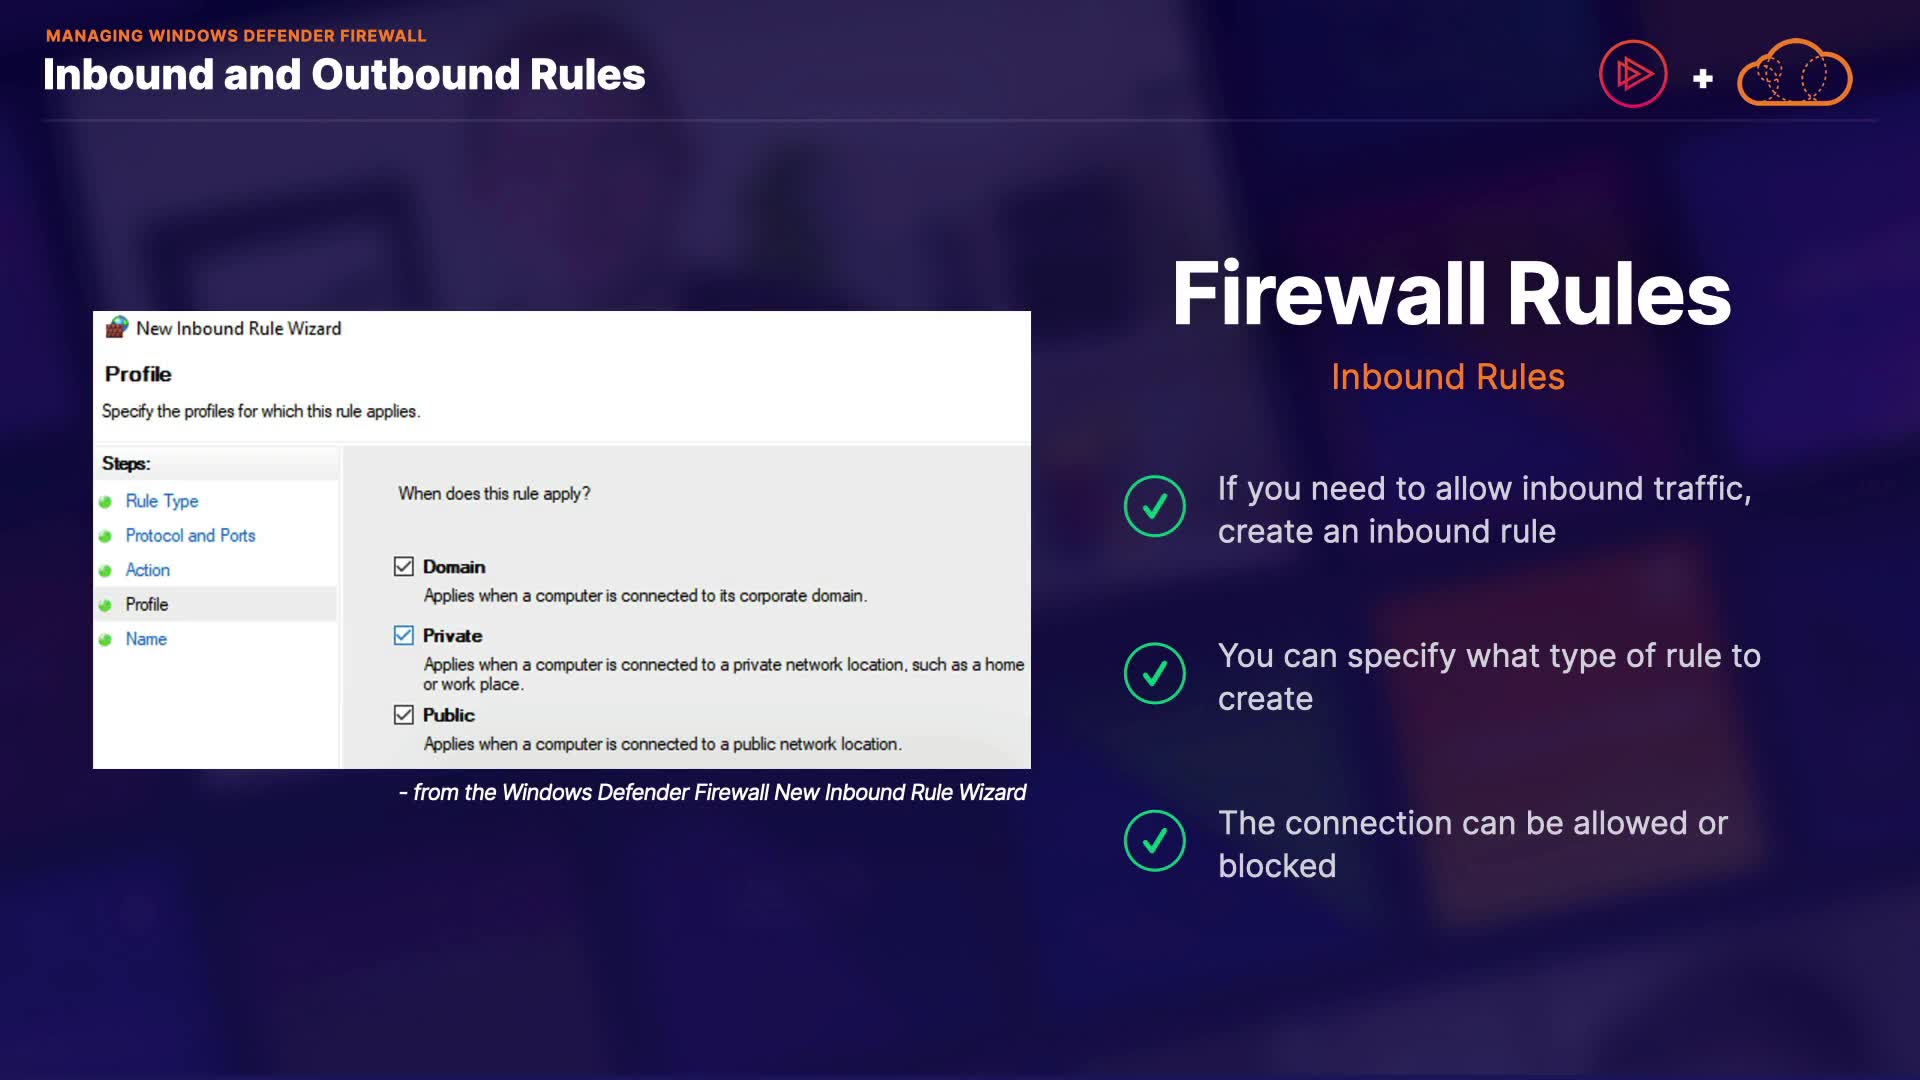 MANAGING WINDOWS DEFENDER FIREWALL
Inbound and Outbound Rules
+
New Inbound Rule Wizard
Profile
Specify the profiles for which this rule applies.
Steps:
Rule Type
Protocol and Ports
Action
Profile
Name
When does this rule apply?
Domain
Applies when a computer is connected to its corporate domain.
Private
Applies when a computer is connected to a private network location, such as a home
or work place.
Public
Applies when a computer is connected to a public network location.
- from the Windows Defender Firewall New Inbound Rule Wizard
Firewall Rules
Inbound Rules
If you need to allow inbound traffic,
create an inbound rule
You can specify what type of rule to
create
The connection can be allowed or
blocked